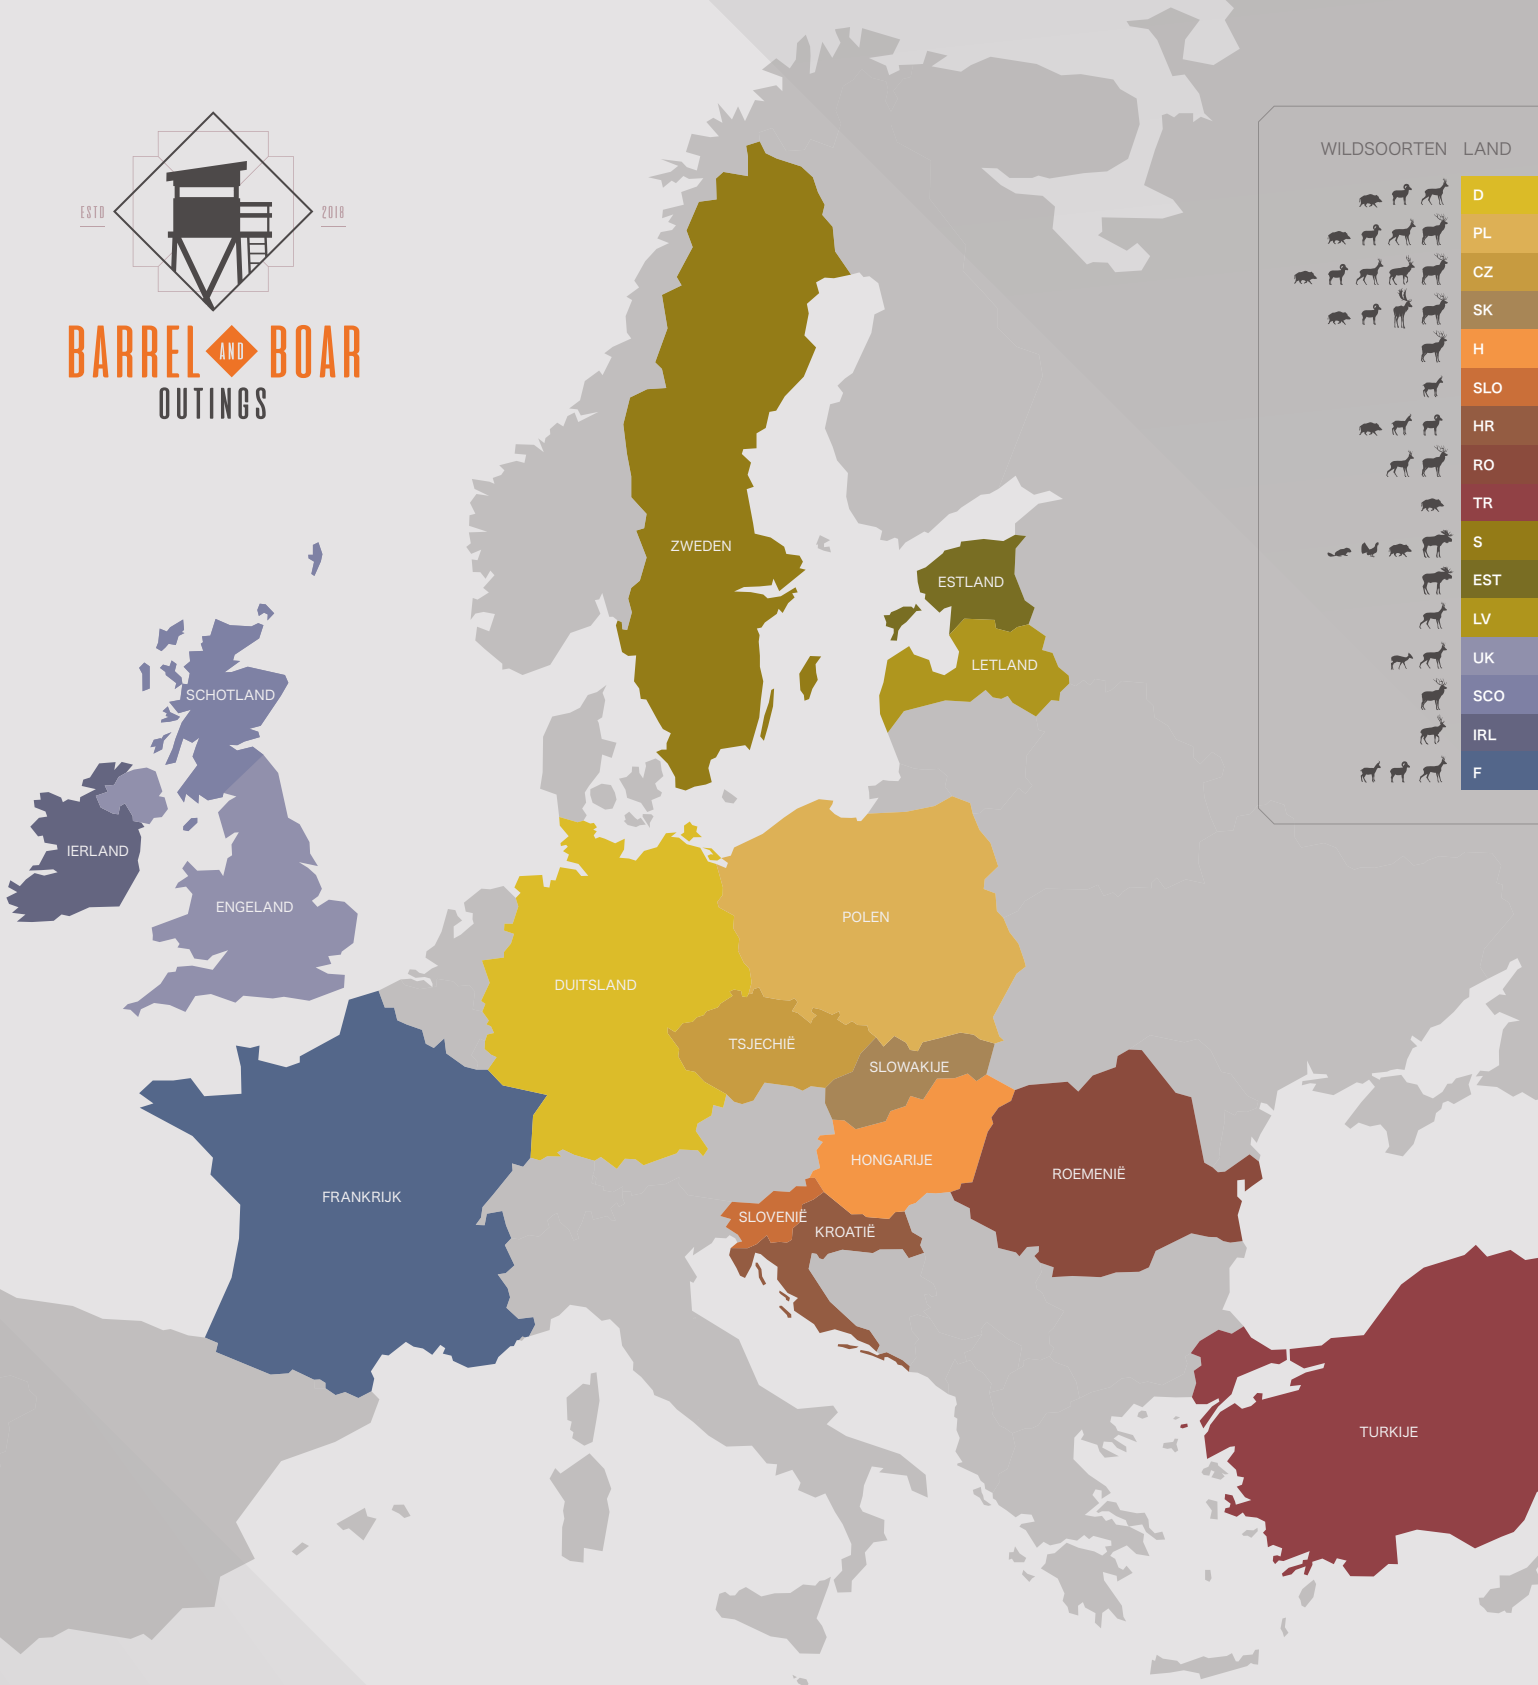 ESTD
2018
BARREL AND BOAR
OUTINGS
WILDSOORTEN LAND
D
PL
CZ
SK
H
SLO
HR
RO
TR
S
EST
LV
UK
SCO
IRL
F
ZWEDEN
ESTLAND
LETLAND
SCHOTLAND
IERLAND
ENGELAND
POLEN
DUITSLAND
TSJECHIË
SLOWAKIJE
HONGARIJE
ROEMENIË
FRANKRIJK
SLOVENIË
KROATIË
TURKIJE